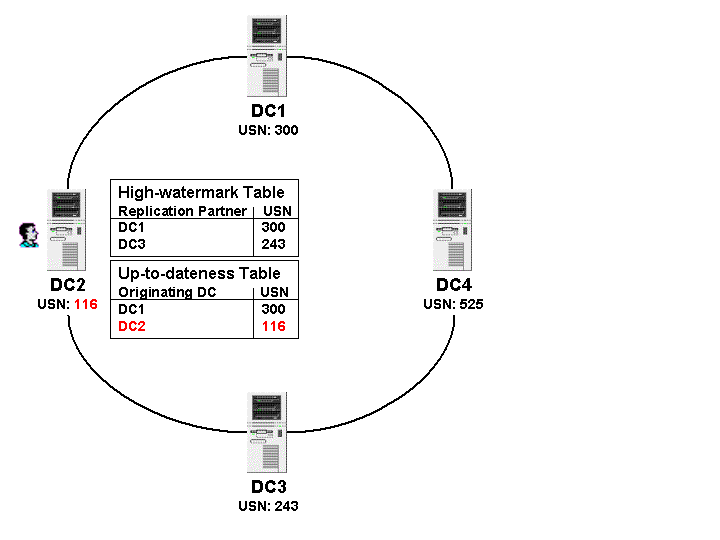 DC1
USN: 300
High-watermark Table
Replication Partner USN
DC1 300
DC3 243
DC2
USN: 116
Up-to-dateness Table
Originating DC USN
DC1 300
DC2 116
DC4
USN: 525
DC3
USN: 243